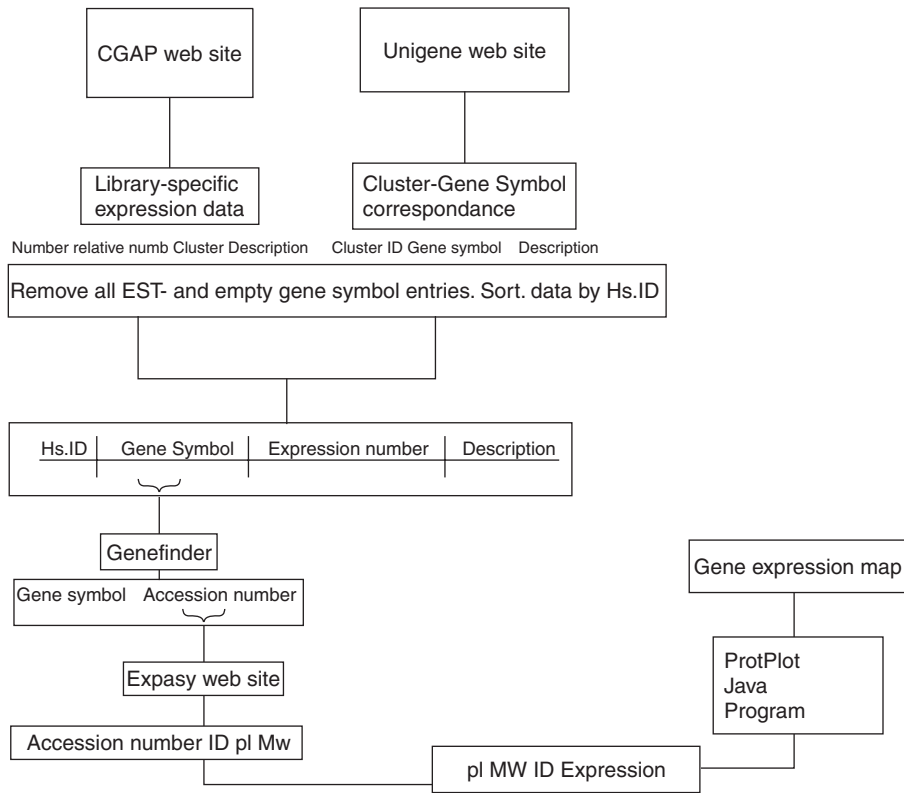 CGAP web site
Unigene web site
Library-specific
expression data
Cluster-Gene Symbol
correspondance
Number relative numb Cluster Description
Cluster ID Gene symbol Description
Remove all EST- and empty gene symbol entries. Sort. data by Hs.ID
Hs.ID Gene Symbol Expression number Description
Genefinder
Gene symbol Accession number
Expasy web site
Accession number ID pl Mw
pl MW ID Expression
ProtPlot
Java
Program
Gene expression map